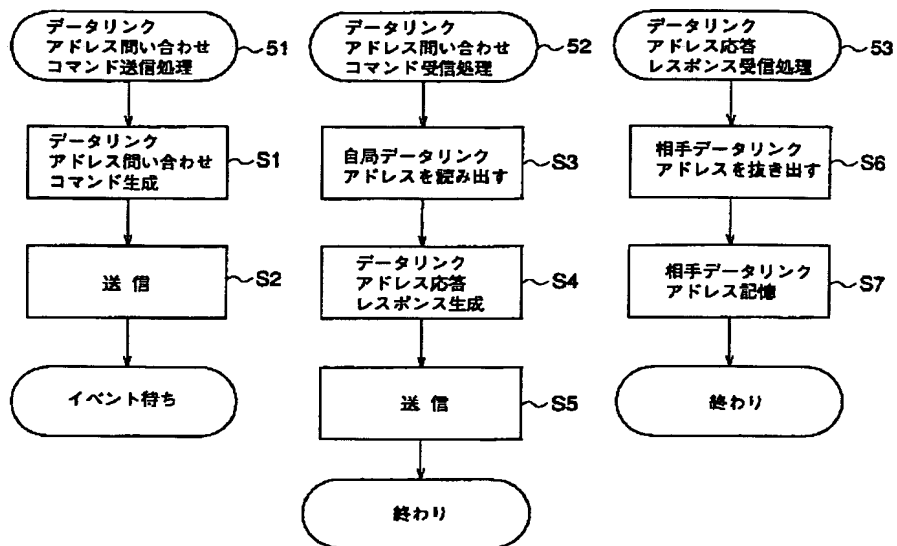 データリンク
アドレス問い合わせ
コマンド送信処理
51
データリンク
アドレス問い合わせ
コマンド生成
S1
送信
S2
イベント待ち
データリンク
アドレス問い合わせ
コマンド受信処理
52
自局データリンク
アドレスを読み出す
S3
データリンク
アドレス応答
レスポンス生成
S4
送信
S5
終わり
データリンク
アドレス応答
レスポンス受信処理
53
相手データリンク
アドレスを抜き出す
S6
相手データリンク
アドレス記憶
S7
終わり